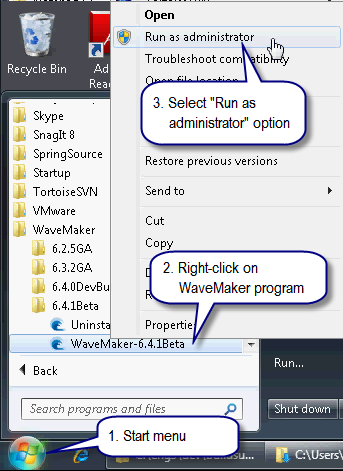 Open
Run as administrator
Troubleshoot compatibility
Open file location
3. Select "Run as
administrator" option
Restore previous versions
Send to
Cut
Copy
Properties
Recycle Bin
Skype
SnagIt 8
SpringSource
Startup
TortoiseSVN
VMware
WaveMaker
6.2.5GA
6.3.2GA
6.4.0DevBu
6.4.1Beta
Uninsta
WaveMaker-6.4.1Beta
2. Right-click on
WaveMaker program
Back
Search programs and files
Run...
Shut down
1. Start menu
C:\Users\